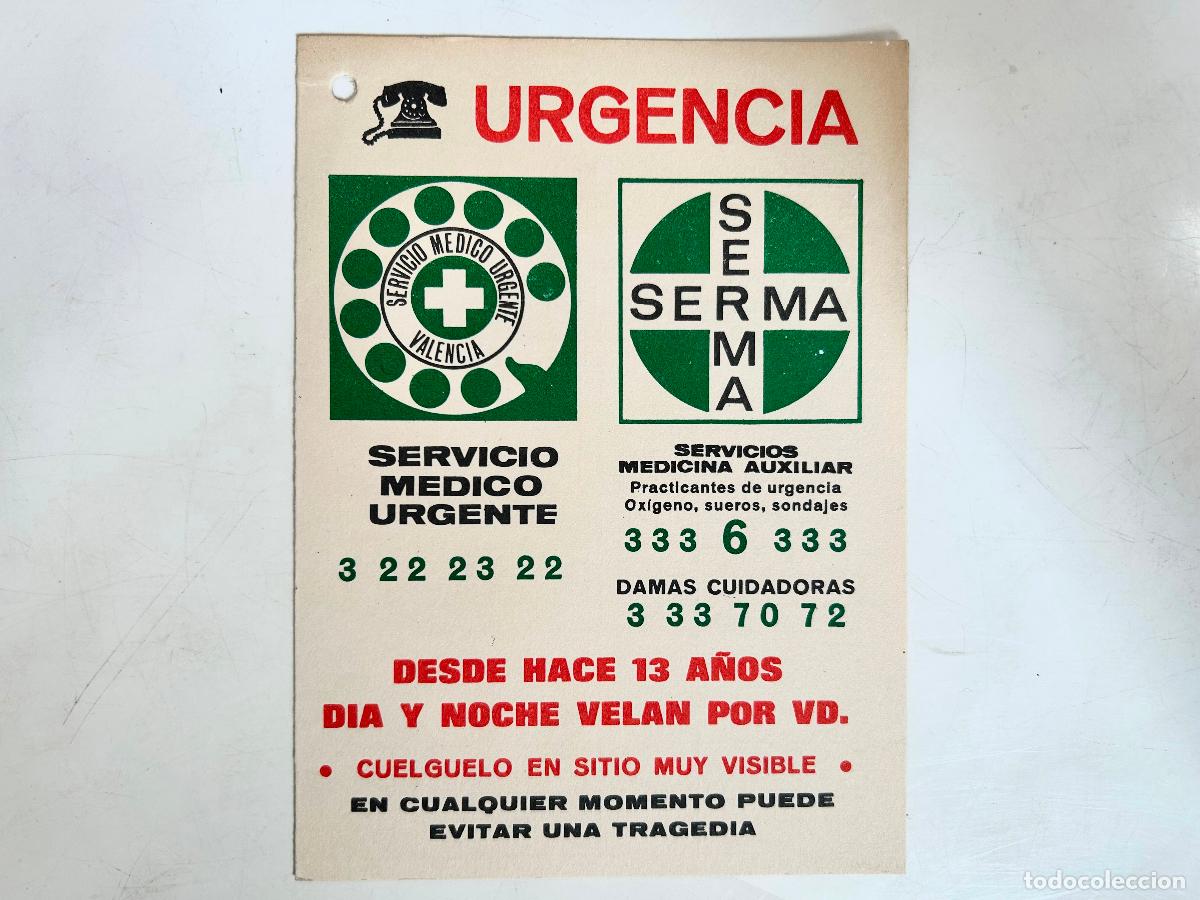 URGENCIA
SERVICIO MEDICO URGENTE
VALENCIA
SERMA
SERMA
SERVICIO
MEDICO
URGENTE
3 22 23 22
SERVICIOS
MEDICINA AUXILIAR
Practicantes de urgencia
Oxígeno, sueros, sondajes
333 6 333
DAMAS CUIDADORAS
3 33 70 72
DESDE HACE 13 AÑOS
DIA Y NOCHE VELAN POR VD.
• CUELGUELO EN SITIO MUY VISIBLE •
EN CUALQUIER MOMENTO PUEDE
EVITAR UNA TRAGEDIA
todocoleccion